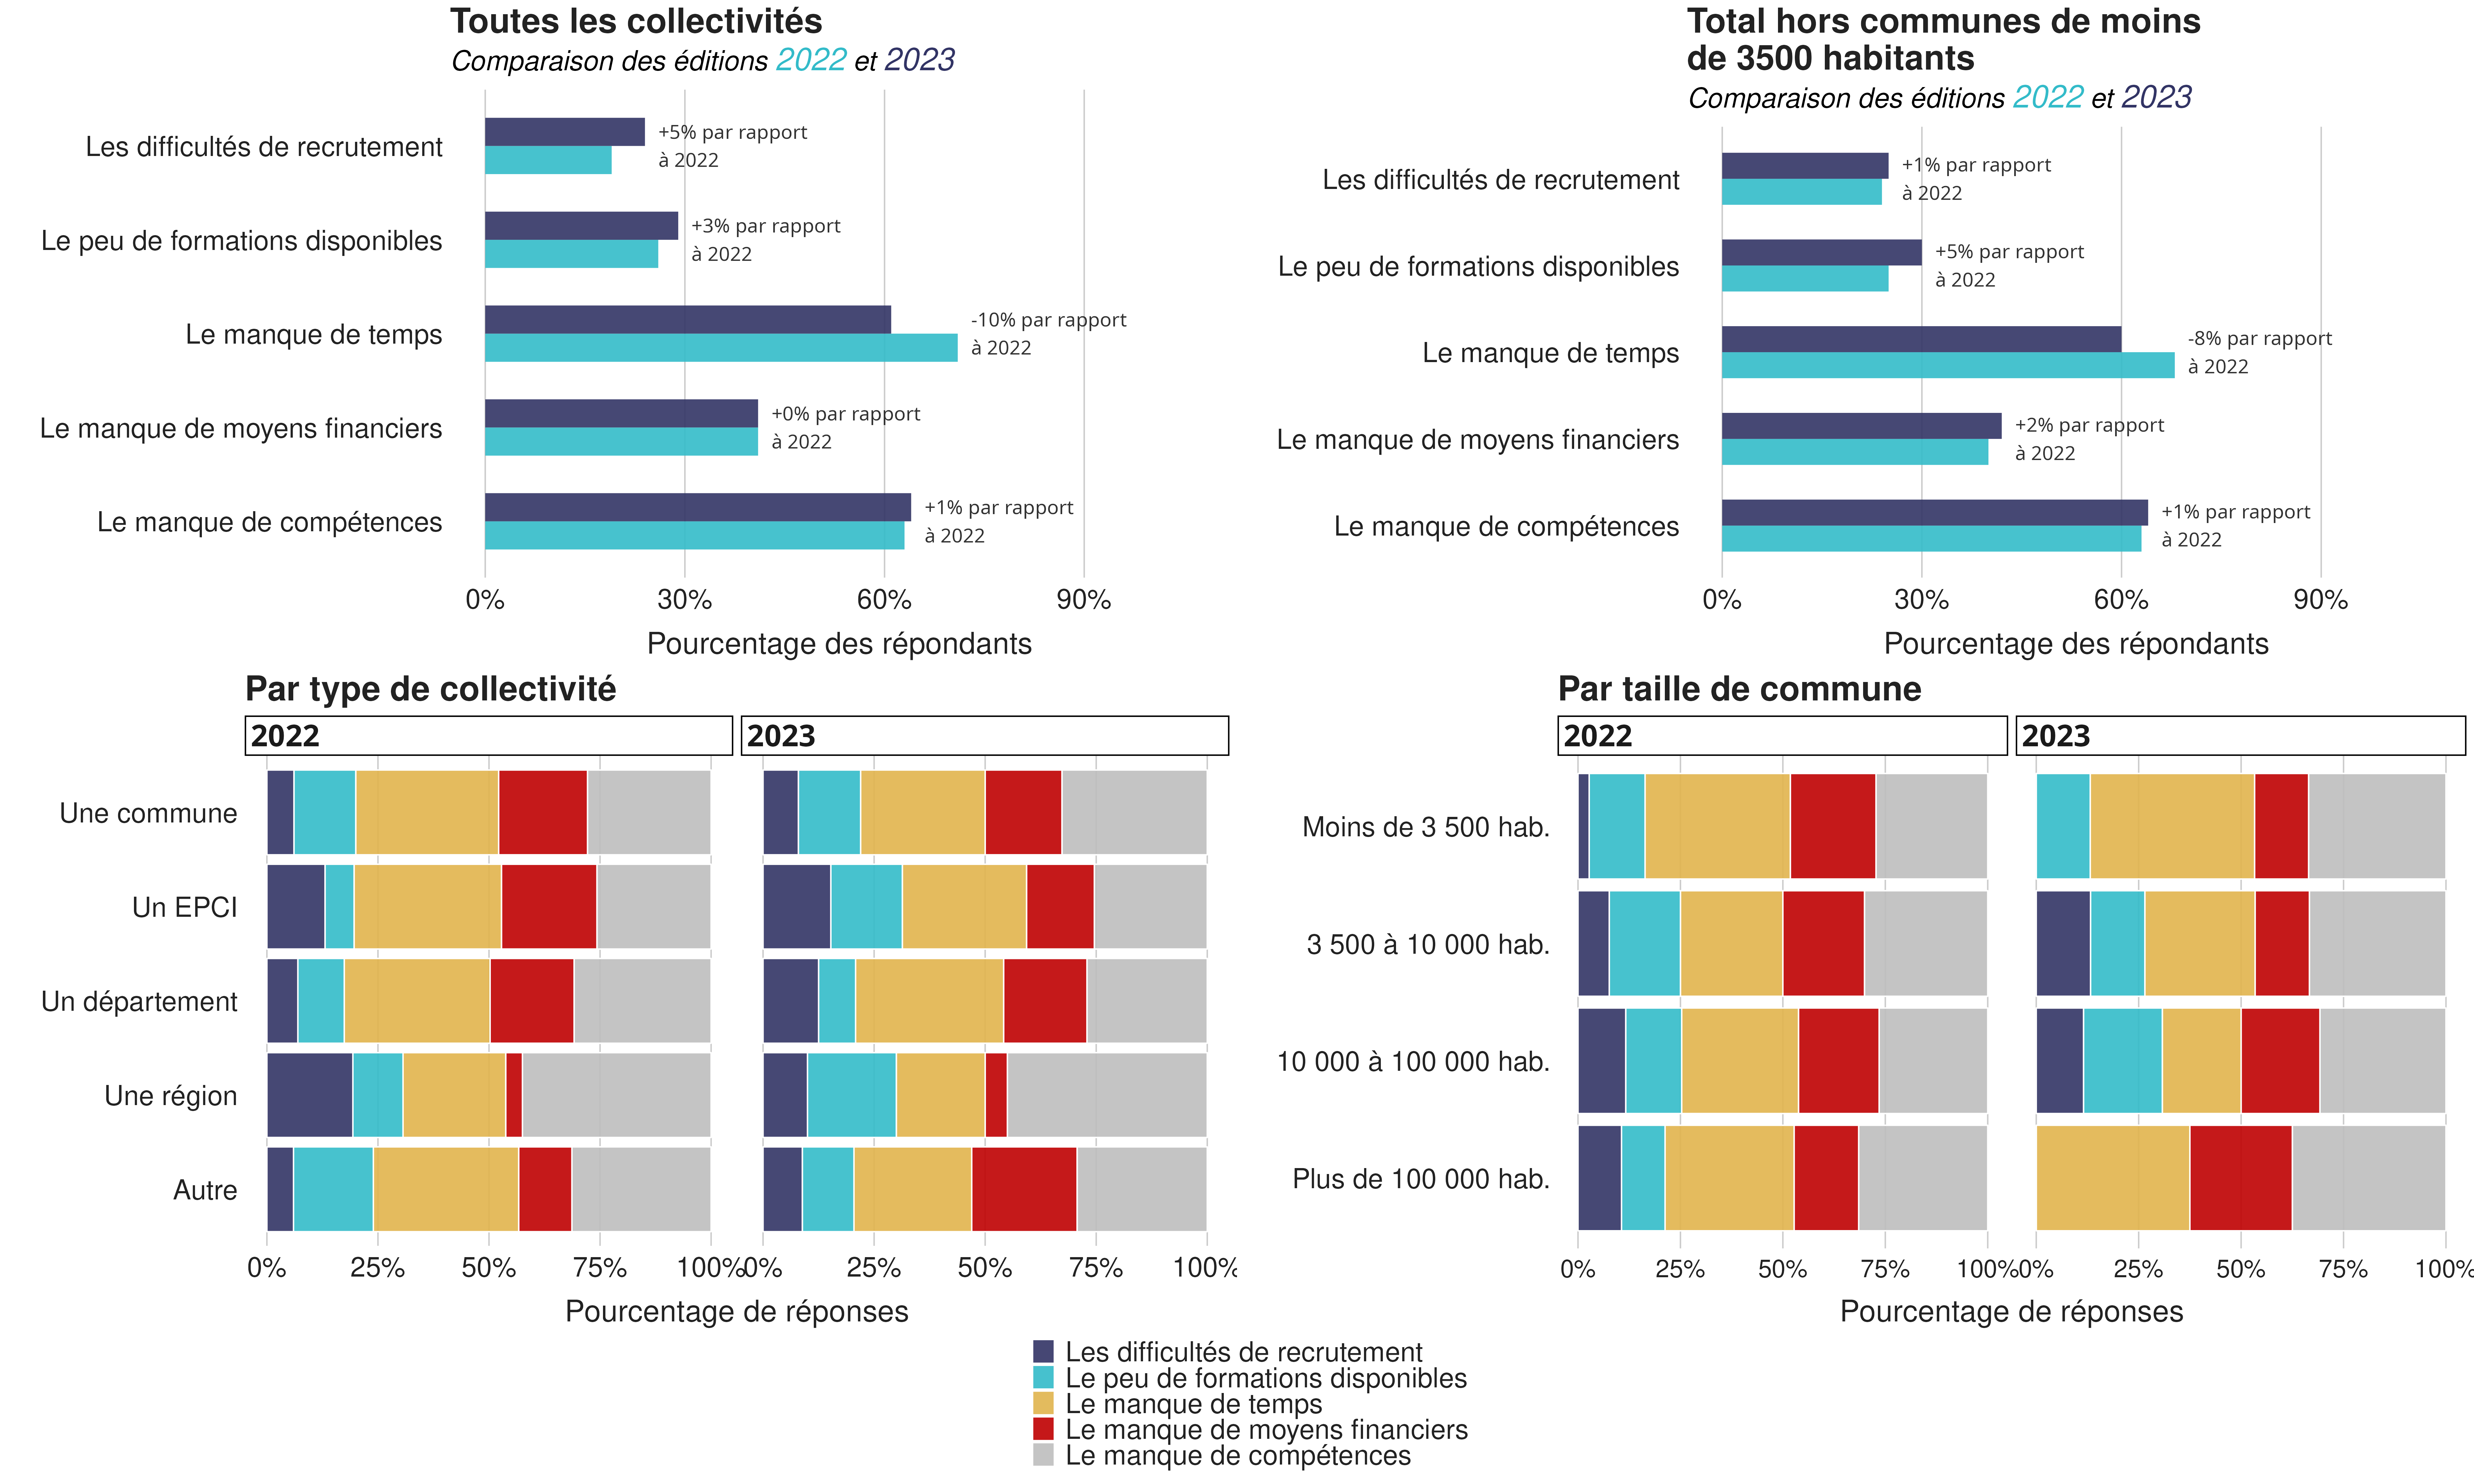 Toutes les collectivités
Comparaison des éditions 2022 et 2023
Les difficultés de recrutement
+5% par rapport
à 2022
Le peu de formations disponibles
+3% par rapport
à 2022
Le manque de temps
-10% par rapport
à 2022
Le manque de moyens financiers
+0% par rapport
à 2022
Le manque de compétences
+1% par rapport
à 2022
0% 30% 60% 90%
Pourcentage des répondants
Total hors communes de moins
de 3500 habitants
Comparaison des éditions 2022 et 2023
Les difficultés de recrutement
+1% par rapport
à 2022
Le peu de formations disponibles
+5% par rapport
à 2022
Le manque de temps
-8% par rapport
à 2022
Le manque de moyens financiers
+2% par rapport
à 2022
Le manque de compétences
+1% par rapport
à 2022
0% 30% 60% 90%
Pourcentage des répondants
Par type de collectivité
2022 2023
Une commune
Un EPCI
Un département
Une région
Autre
0% 25% 50% 75% 100% 0% 25% 50% 75% 100%
Pourcentage de réponses
Par taille de commune
2022 2023
Moins de 3 500 hab.
3 500 à 10 000 hab.
10 000 à 100 000 hab.
Plus de 100 000 hab.
0% 25% 50% 75% 100% 0% 25% 50% 75% 100%
Pourcentage de réponses
Les difficultés de recrutement
Le peu de formations disponibles
Le manque de temps
Le manque de moyens financiers
Le manque de compétences